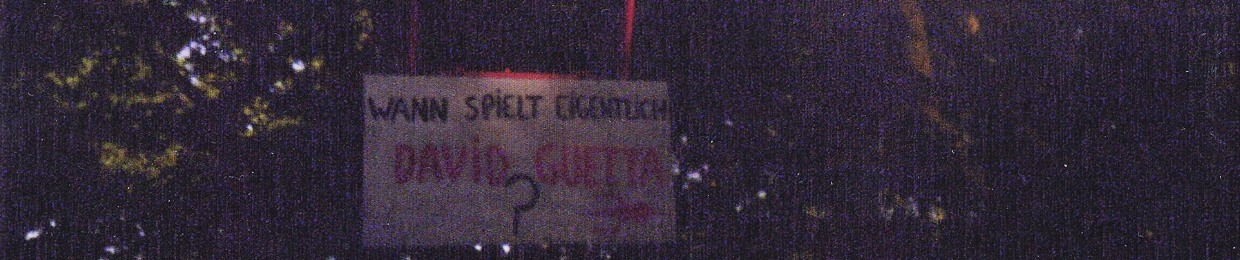 WANN SPiELT EiGENTLiCH
DAViD GUETTA
?